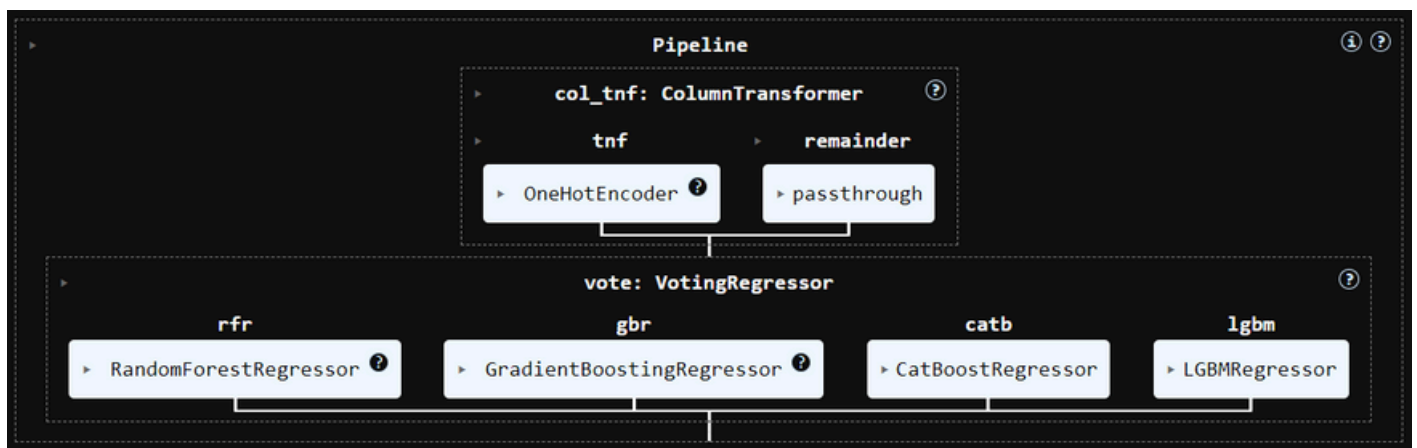 Pipeline
col_tnf: ColumnTransformer
tnf remainder
OneHotEncoder passthrough
vote: VotingRegressor
rfr gbr catb lgbm
RandomForestRegressor GradientBoostingRegressor CatBoostRegressor LGBMRegressor